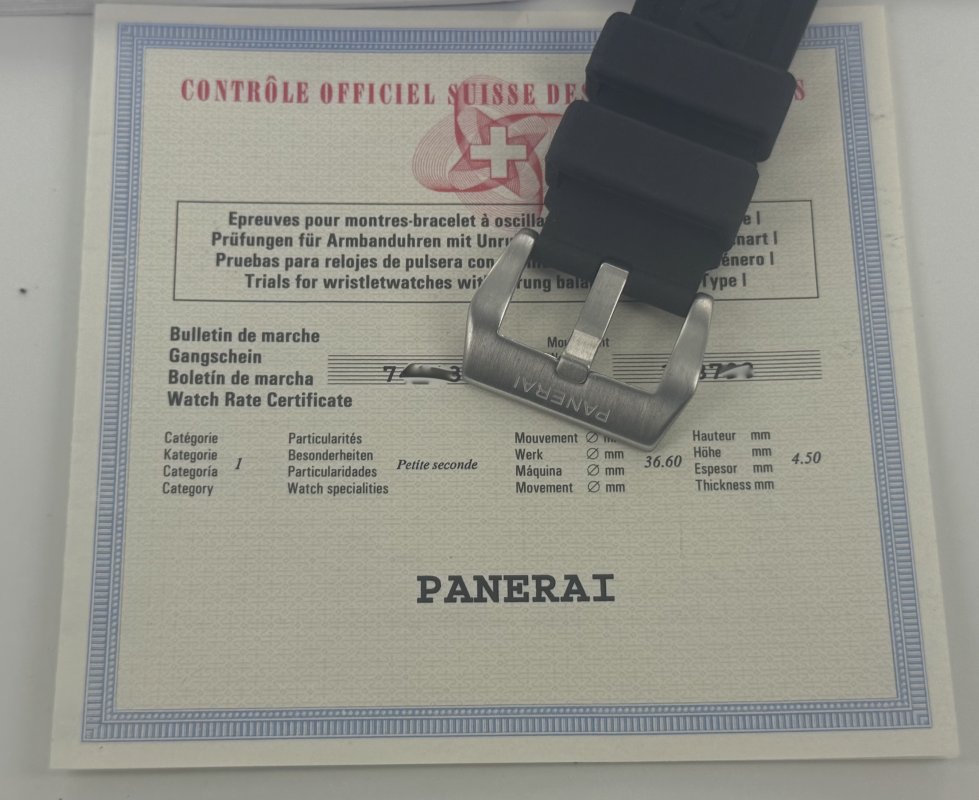 CONTRÔLE OFFICIEL SUISSE DES S
Epreuves pour montres-bracelet à
Prüfungen für Armbanduhren mit
Pruebas para relojes de pulsera con
Trials for wristletwatches Type I
Bulletin de marche
Gangschein
Boletín de marcha
Watch Rate Certificate
PANERAI
Catégorie
Kategorie
Categoría
Category
1
Particularités
Besonderheiten
Particularidades
Watch specialities
Petite seconde
Mouvement ∅ mm
Werk ∅ mm
Máquina ∅ mm
Movement ∅ mm
36.60
Hauteur mm
Höhe mm
Espesor mm
Thickness mm
4.50
PANERAI